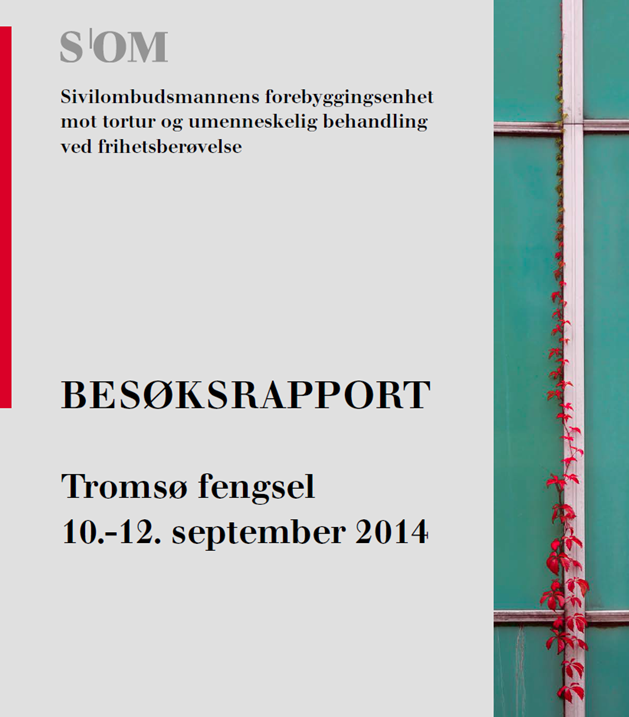 S|OM
Sivilombudsmannens forebyggingsenhet
mot tortur og umenneskelig behandling
ved frihetsberøvelse
BESØKSRAPPORT
Tromsø fengsel
10.-12. september 2014